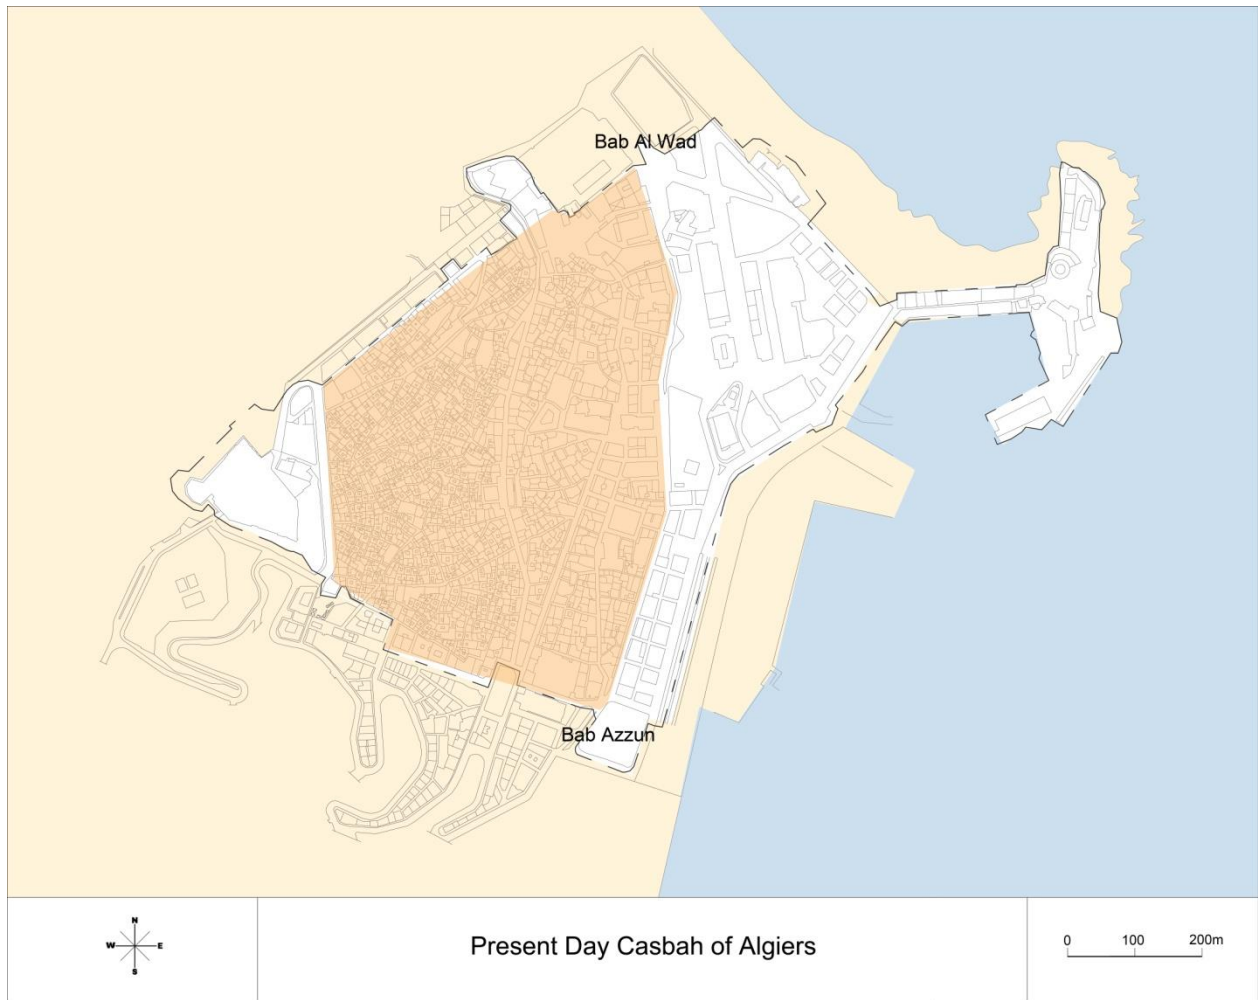 Bab Al Wad
Bab Azzun
N
W E
S
Present Day Casbah of Algiers
0 100 200m